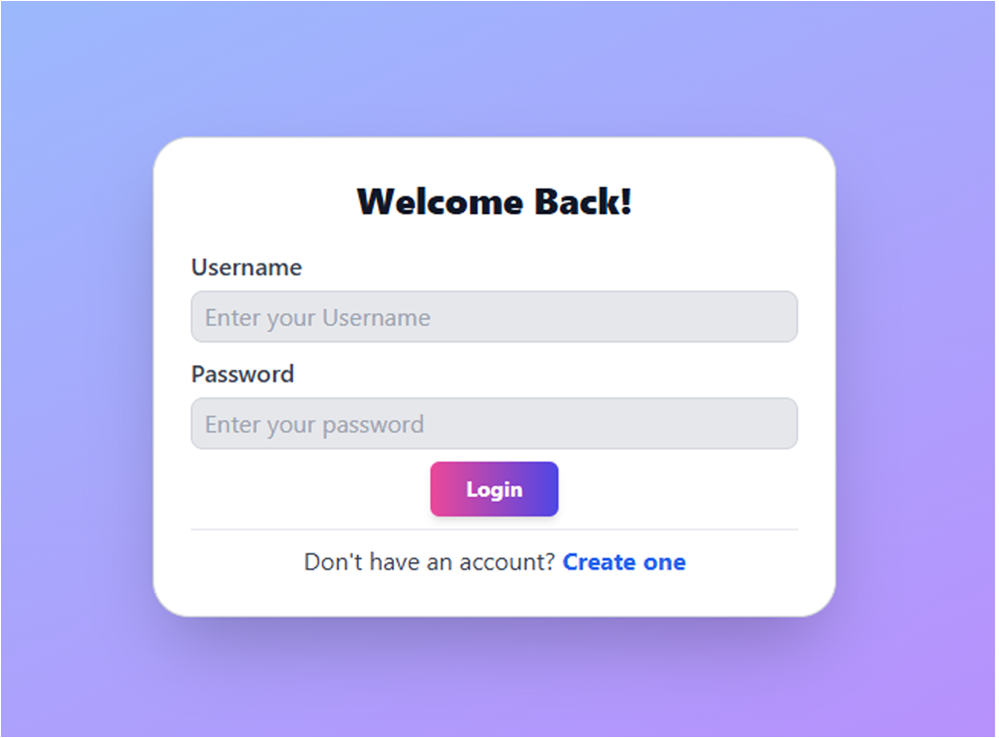 Welcome Back!
Username
Enter your Username
Password
Enter your password
Login
Don't have an account? Create one